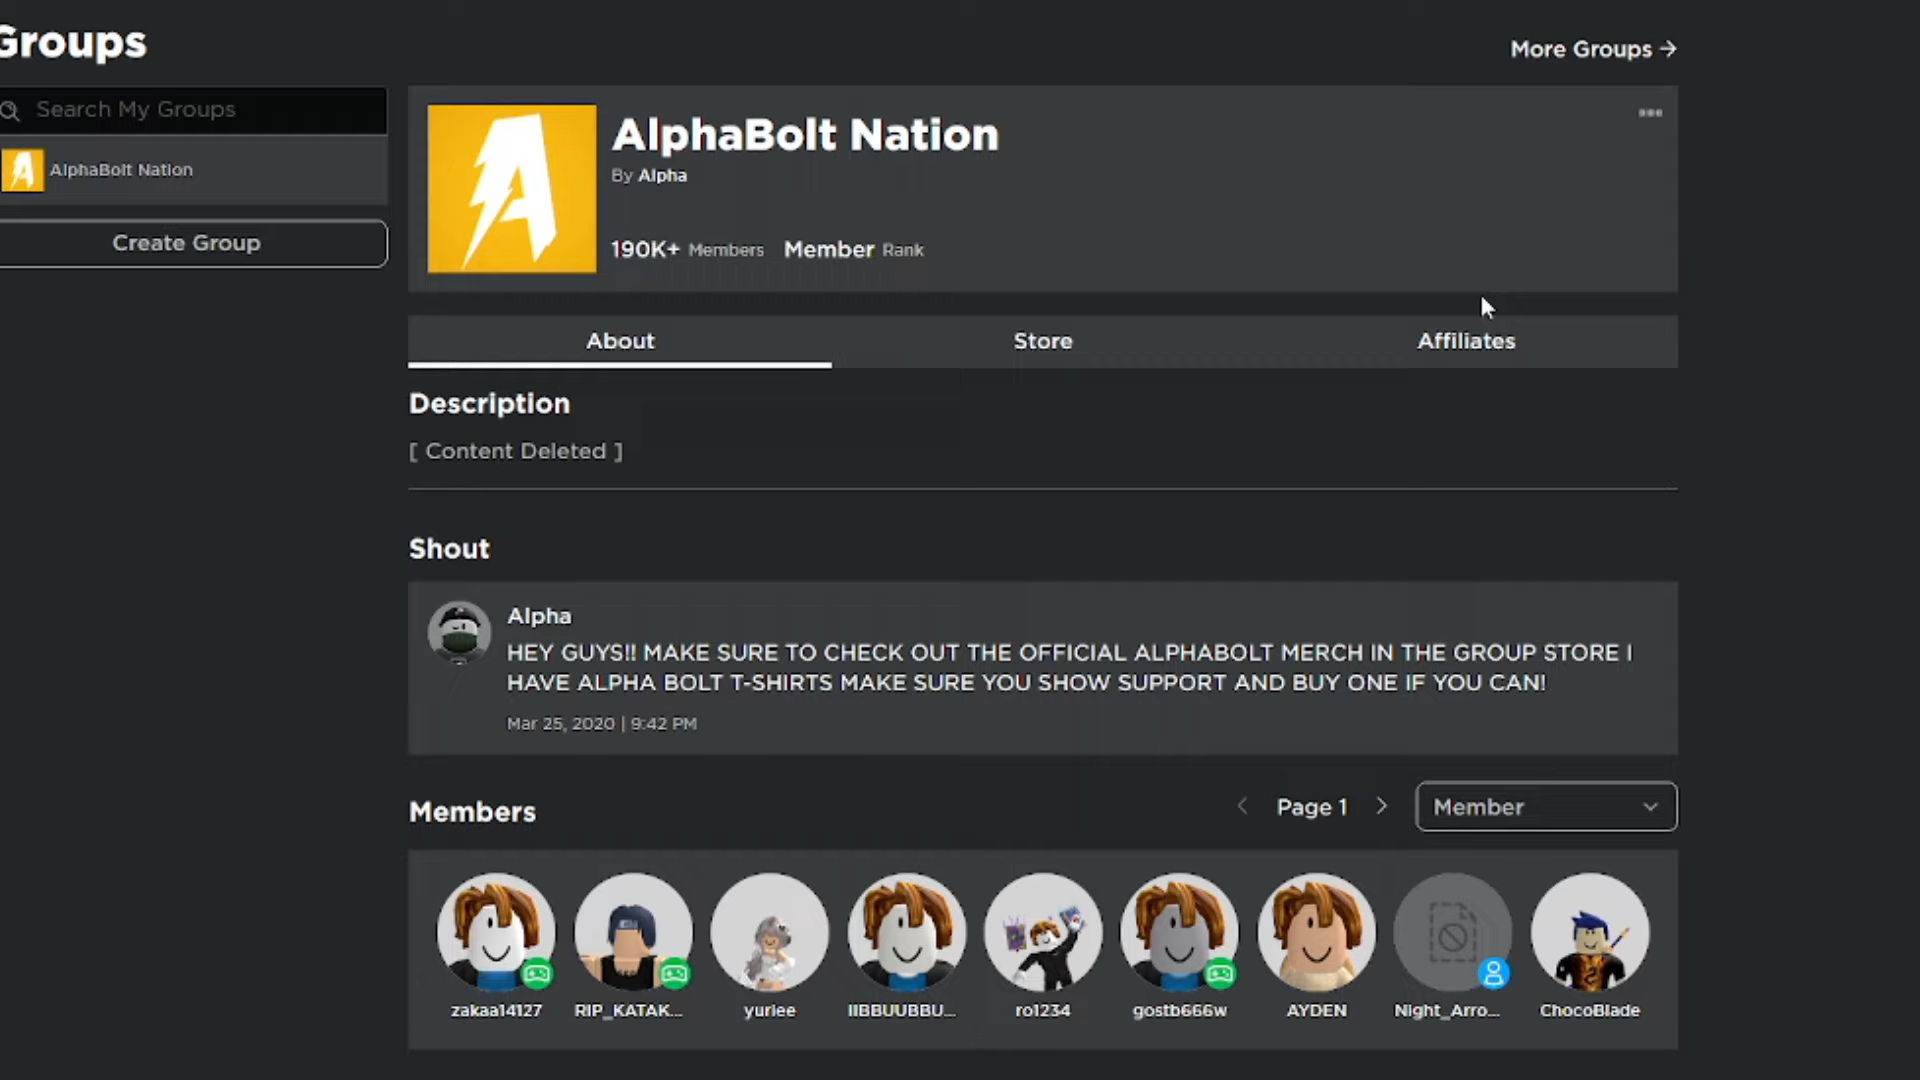 Groups
More Groups →
Search My Groups
AlphaBolt Nation
Create Group
AlphaBolt Nation
By Alpha
190K+ Members Member Rank
About Store Affiliates
Description
[ Content Deleted ]
Shout
Alpha
HEY GUYS!! MAKE SURE TO CHECK OUT THE OFFICIAL ALPHABOLT MERCH IN THE GROUP STORE I
HAVE ALPHA BOLT T-SHIRTS MAKE SURE YOU SHOW SUPPORT AND BUY ONE IF YOU CAN!
Mar 25, 2020 | 9:42 PM
Members
Page 1
Member
zakaa14127 RIP_KATAK... yurlee IIBBUUBBU... ro1234 gostb666w AYDEN Night_Arro... ChocoBlade